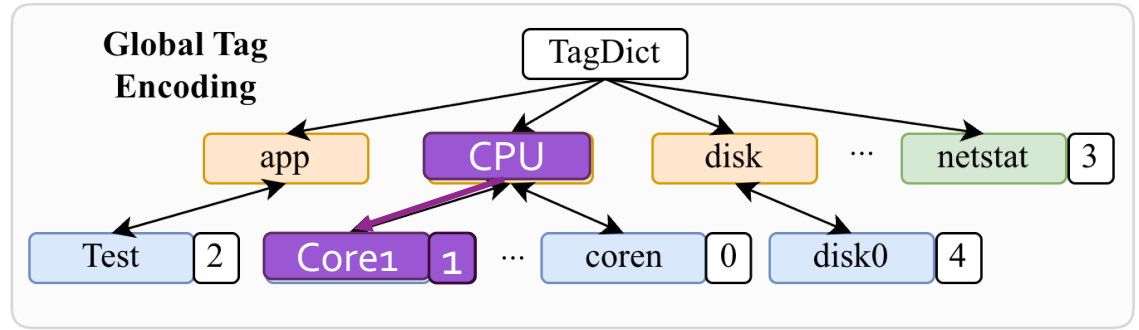 Global Tag
Encoding
TagDict
app
CPU
disk
...
netstat
3
Test
2
Core1
1
...
coren
0
disk0
4